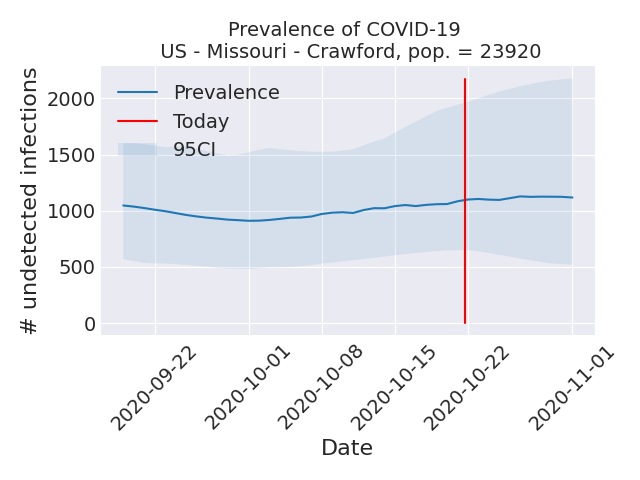 Prevalence of COVID-19
US - Missouri - Crawford, pop. = 23920
# undetected infections
2000
1500
1000
500
0
Prevalence
Today
95CI
2020-09-22
2020-10-01
2020-10-08
2020-10-15
2020-10-22
2020-11-01
Date